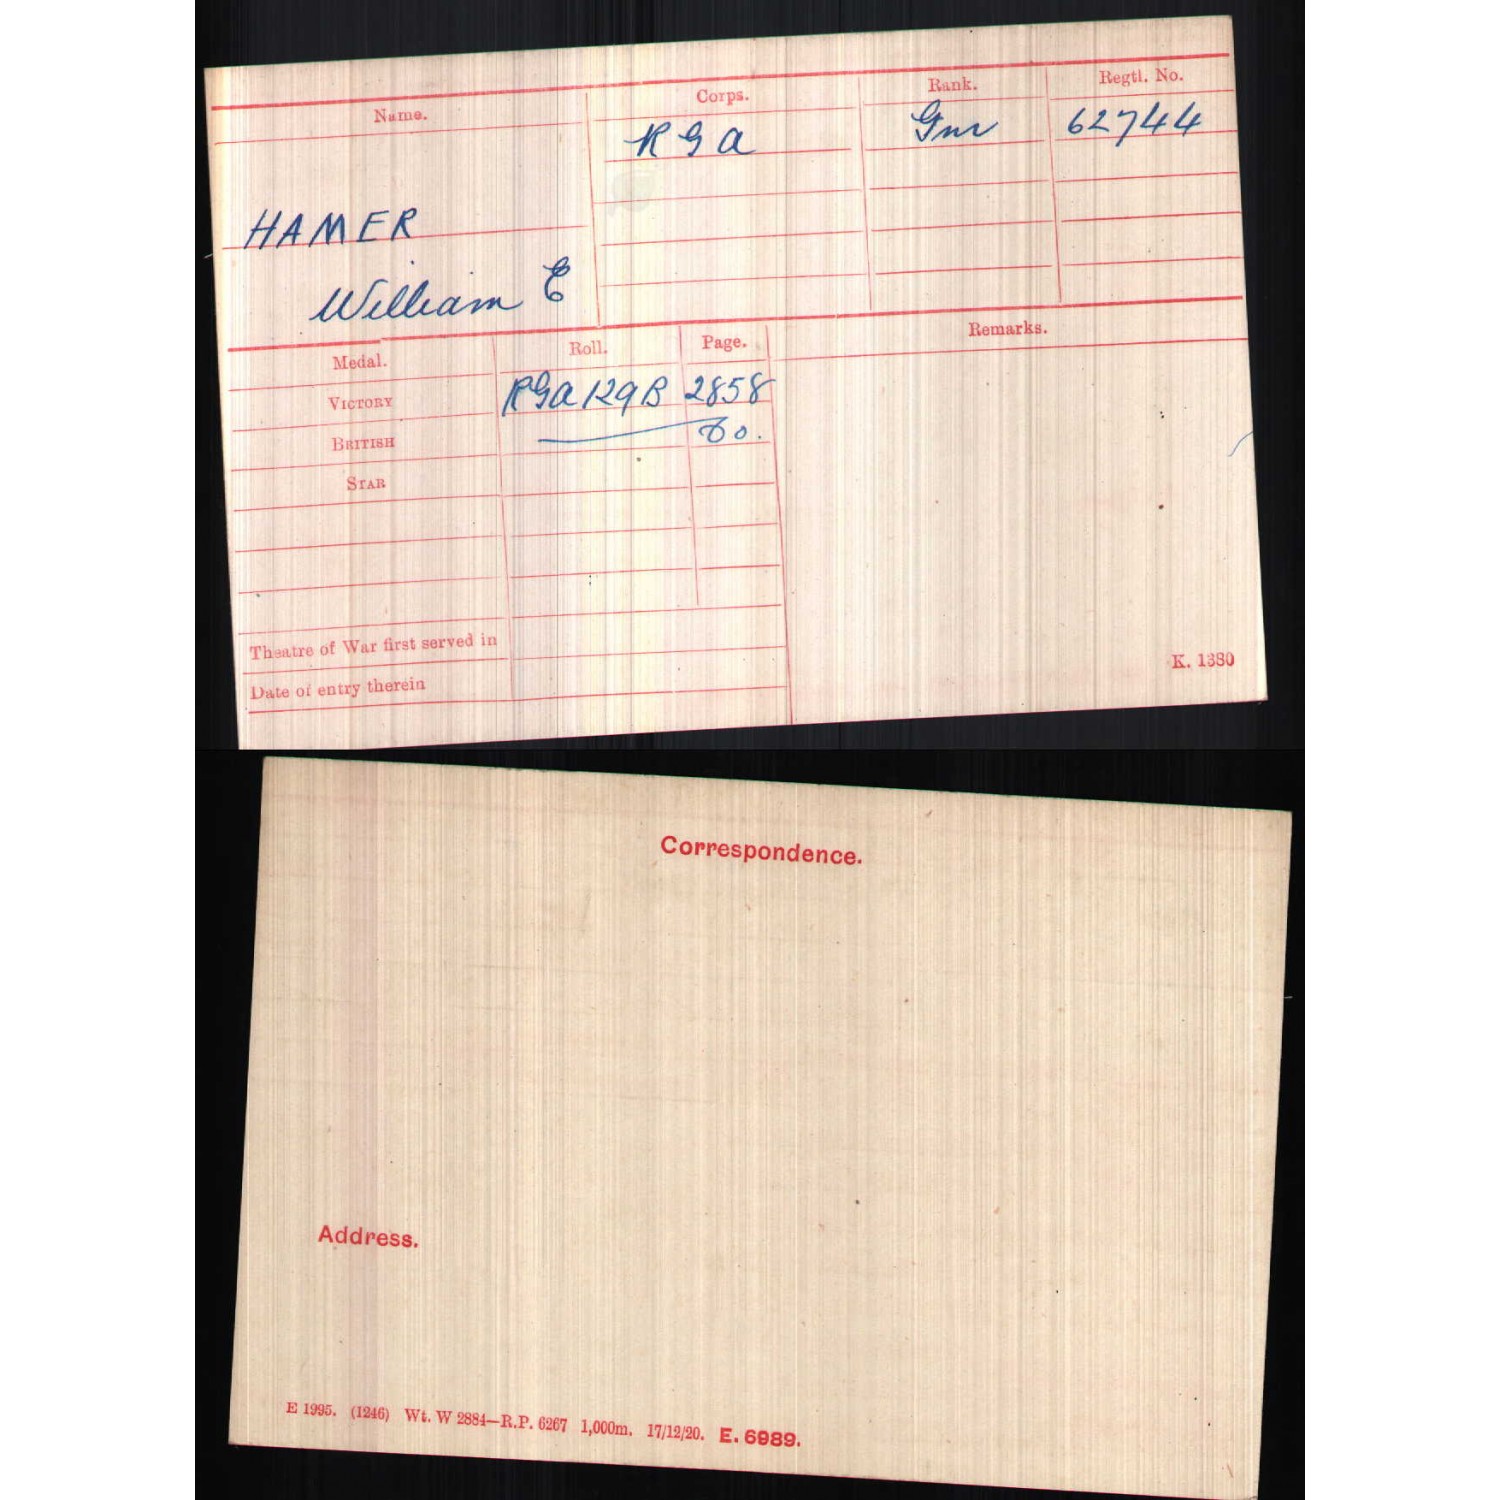 Name. Corps. Rank. Regtl. No.
R G A Gnr 62744
HAMER
William E
Medal. Roll. Page. Remarks.
VICTORY RGA 129B 2858
BRITISH Do.
STAR
Theatre of War first served in
Date of entry therein
K. 1380
Correspondence.
Address.
E 1995. (1246) Wt. W 2884—R.P. 6267 1,000m. 17/12/20. E. 6989.